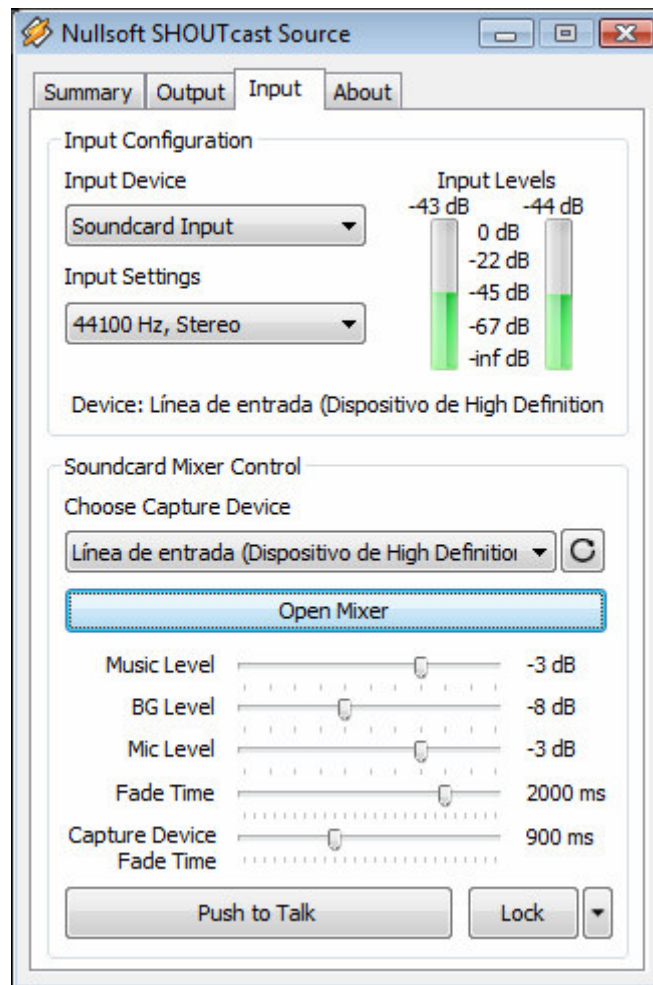 Nullsoft SHOUTcast Source
Summary Output Input About
Input Configuration
Input Device
Input Levels
-43 dB -44 dB
Soundcard Input
0 dB
-22 dB
Input Settings
-45 dB
44100 Hz, Stereo
-67 dB
-inf dB
Device: Línea de entrada (Dispositivo de High Definition
Soundcard Mixer Control
Choose Capture Device
Línea de entrada (Dispositivo de High Definition
Open Mixer
Music Level -3 dB
BG Level -8 dB
Mic Level -3 dB
Fade Time 2000 ms
Capture Device 900 ms
Fade Time
Push to Talk Lock